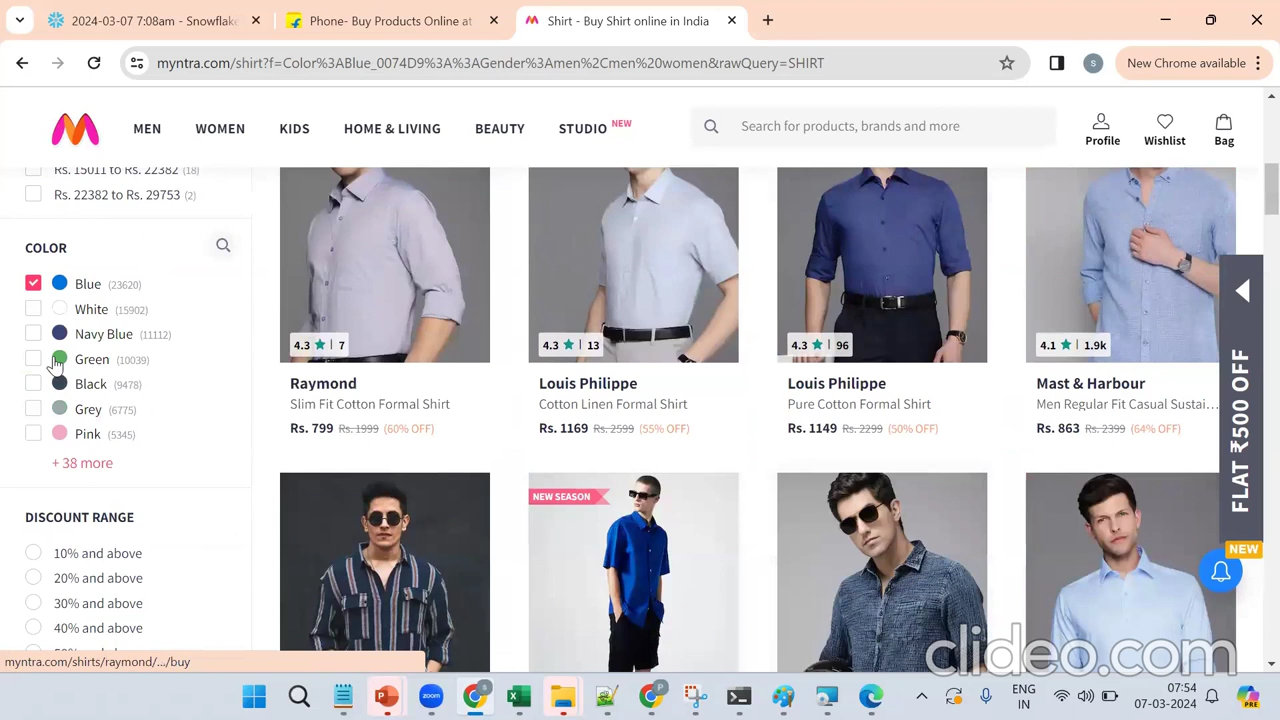 2024-03-07 7:08am - Snowflake
Phone- Buy Products Online at
Shirt - Buy Shirt online in India
myntra.com/shirt?f=Color%3ABlue_0074D9%3A%3AGender%3Amen%2Cmen%20women&rawQuery=SHIRT
s
New Chrome available
MEN
WOMEN
KIDS
HOME & LIVING
BEAUTY
STUDIO NEW
Search for products, brands and more
Profile
Wishlist
Bag
Rs. 15011 to Rs. 22382 (18)
Rs. 22382 to Rs. 29753 (2)
COLOR
Blue (23620)
White (15902)
Navy Blue (11112)
Green (10039)
Black (9478)
Grey (6775)
Pink (5345)
+ 38 more
DISCOUNT RANGE
10% and above
20% and above
30% and above
40% and above
4.3 ★ | 7
Raymond
Slim Fit Cotton Formal Shirt
Rs. 799 Rs. 1999 (60% OFF)
4.3 ★ | 13
Louis Philippe
Cotton Linen Formal Shirt
Rs. 1169 Rs. 2599 (55% OFF)
4.3 ★ | 96
Louis Philippe
Pure Cotton Formal Shirt
Rs. 1149 Rs. 2299 (50% OFF)
4.1 ★ | 1.9k
Mast & Harbour
Men Regular Fit Casual Sustai...
Rs. 863 Rs. 2399 (64% OFF)
NEW SEASON
FLAT ₹500 OFF
NEW
myntra.com/shirts/raymond/.../buy
clideo.com
zoom
S
P
ENG
IN
07:54
07-03-2024
PRE